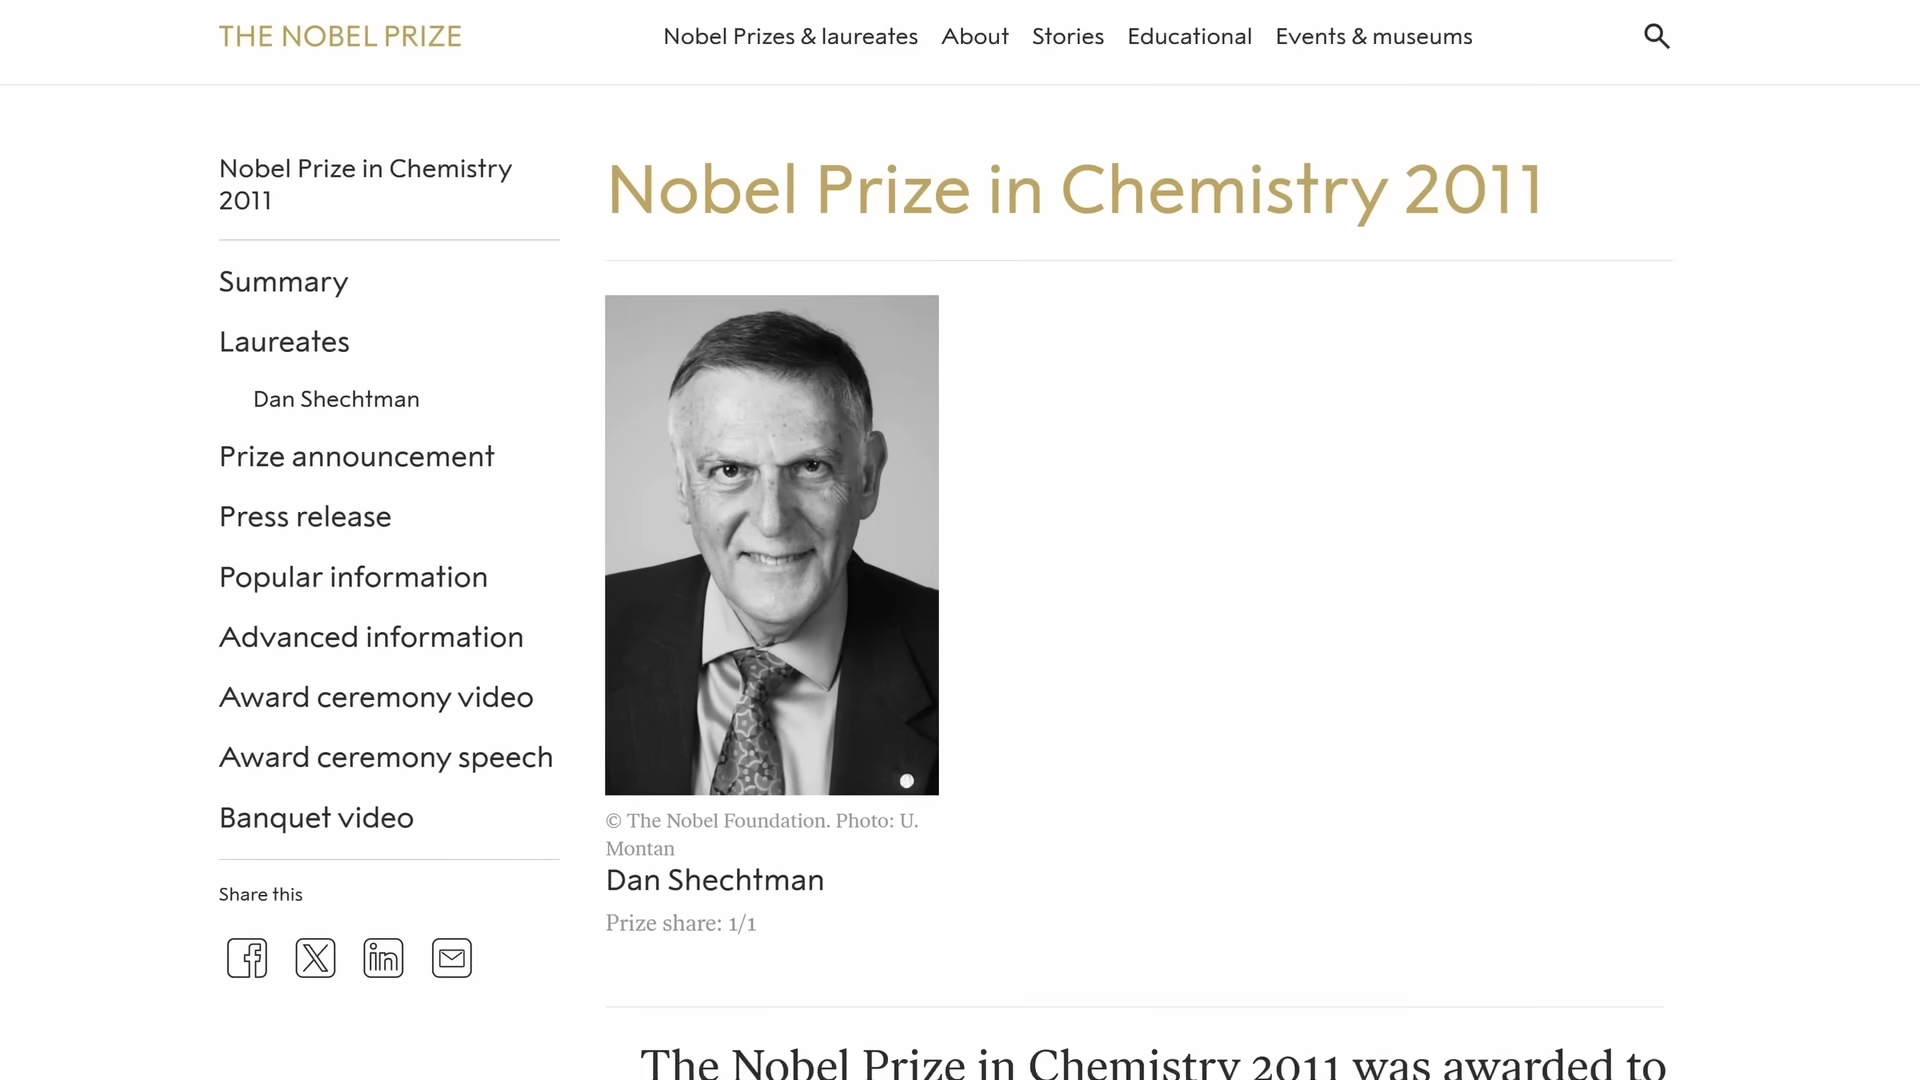 THE NOBEL PRIZE
Nobel Prizes & laureates About Stories Educational Events & museums
Nobel Prize in Chemistry
2011
Summary
Laureates
Dan Shechtman
Prize announcement
Press release
Popular information
Advanced information
Award ceremony video
Award ceremony speech
Banquet video
Share this
Nobel Prize in Chemistry 2011
© The Nobel Foundation. Photo: U.
Montan
Dan Shechtman
Prize share: 1/1
The Nobel Prize in Chemistry 2011 was awarded to